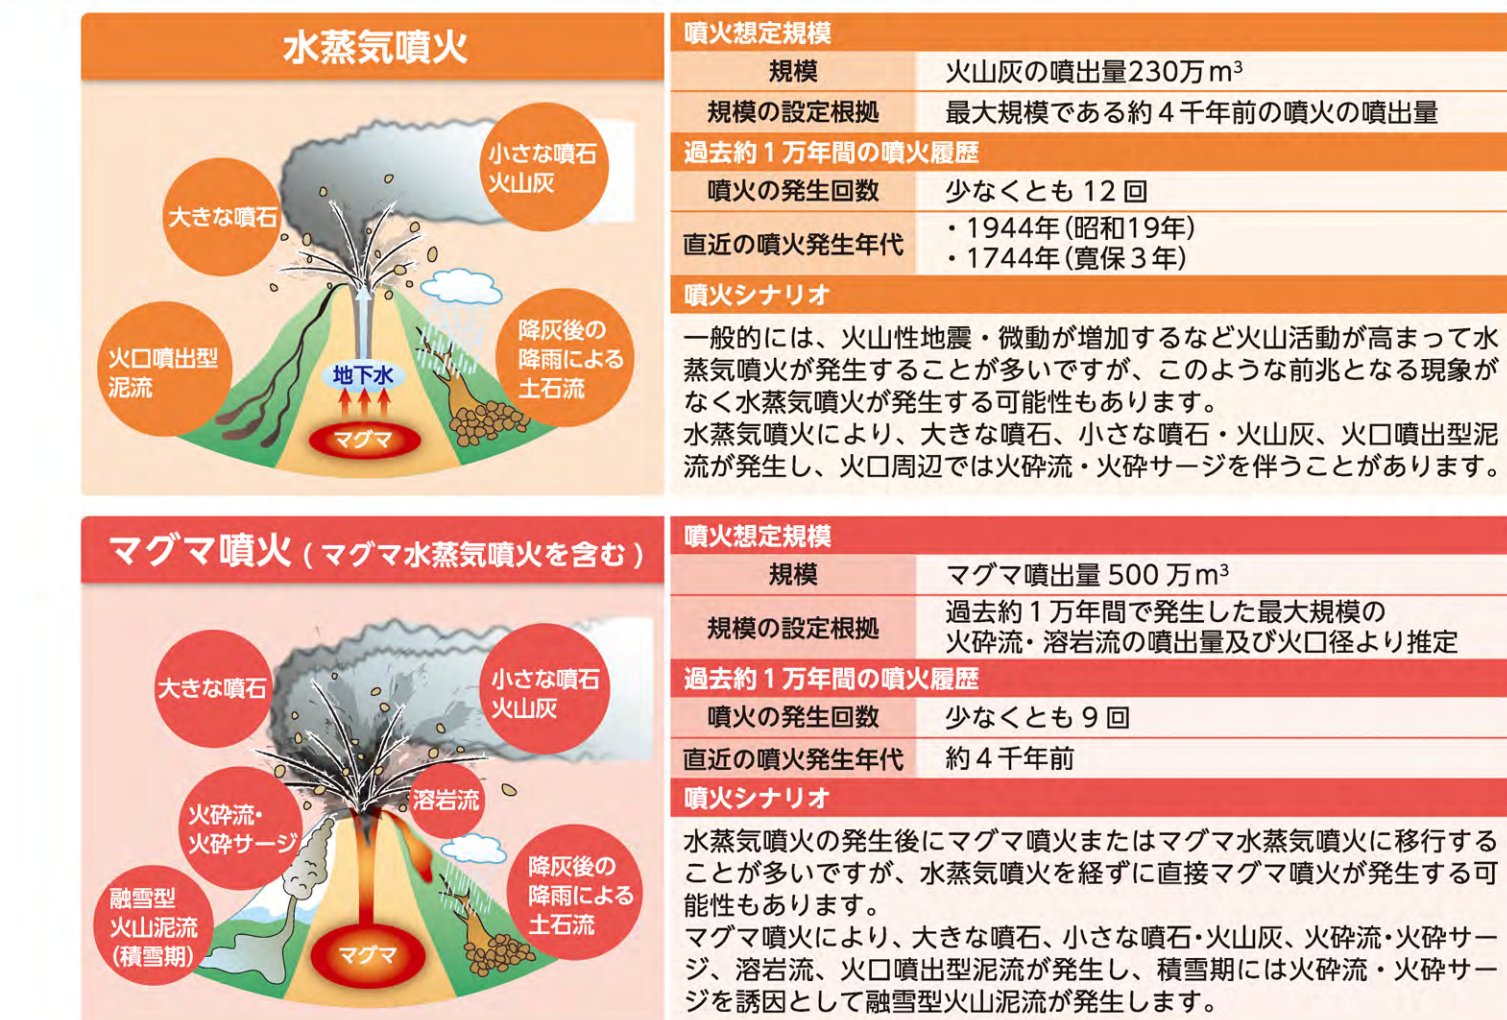 水蒸気噴火
小さな噴石
火山灰
大きな噴石
火口噴出型
泥流
降灰後の
降雨による
土石流
地下水
マグマ
噴火想定規模
規模 火山灰の噴出量230万m³
規模の設定根拠 最大規模である約4千年前の噴火の噴出量
過去約1万年間の噴火履歴
噴火の発生回数 少なくとも12回
直近の噴火発生年代
・1944年(昭和19年)
・1744年(寛保3年)
噴火シナリオ
一般的には、火山性地震・微動が増加するなど火山活動が高まって水
蒸気噴火が発生することが多いですが、このような前兆となる現象が
なく水蒸気噴火が発生する可能性もあります。
水蒸気噴火により、大きな噴石、小さな噴石・火山灰、火口噴出型泥
流が発生し、火口周辺では火砕流・火砕サージを伴うことがあります。
マグマ噴火(マグマ水蒸気噴火を含む)
大きな噴石
小さな噴石
火山灰
溶岩流
火砕流・
火砕サージ
融雪型
火山泥流
(積雪期)
降灰後の
降雨による
土石流
マグマ
噴火想定規模
規模 マグマ噴出量 500 万m³
規模の設定根拠
過去約1万年間で発生した最大規模の
火砕流・溶岩流の噴出量及び火口径より推定
過去約1万年間の噴火履歴
噴火の発生回数 少なくとも9回
直近の噴火発生年代 約4千年前
噴火シナリオ
水蒸気噴火の発生後にマグマ噴火またはマグマ水蒸気噴火に移行する
ことが多いですが、水蒸気噴火を経ずに直接マグマ噴火が発生する可
能性もあります。
マグマ噴火により、大きな噴石、小さな噴石・火山灰、火砕流・火砕サー
ジ、溶岩流、火口噴出型泥流が発生し、積雪期には火砕流・火砕サー
ジを誘因として融雪型火山泥流が発生します。